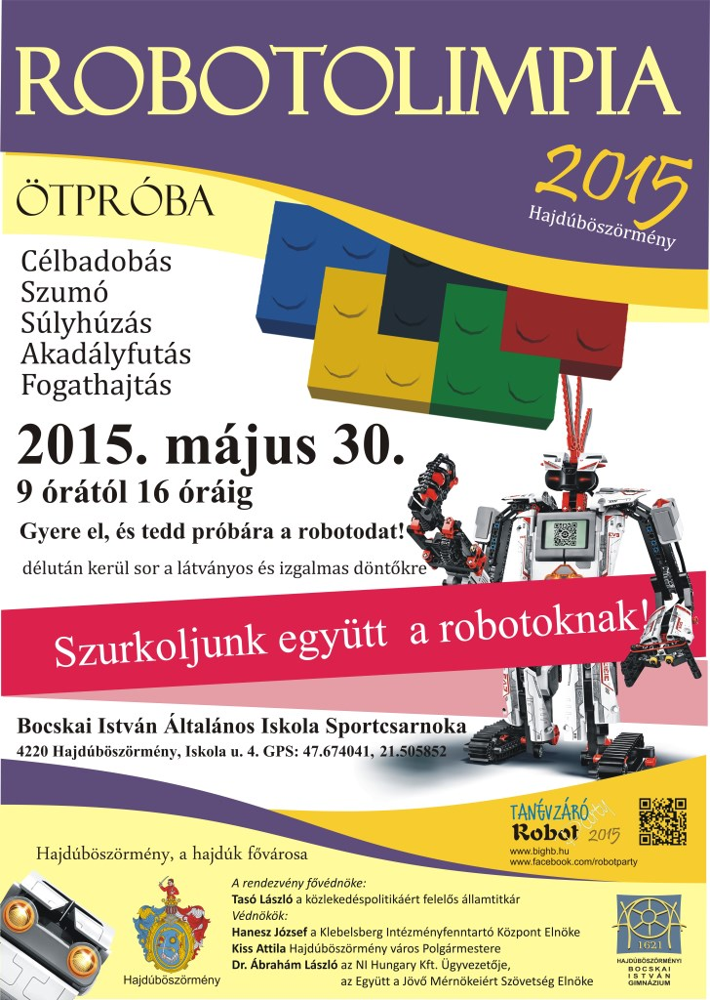 ROBOTOLIMPIA
2015
Hajdúböszörmény
ÖTPRÓBA
Célbadobás
Szumó
Súlyhúzás
Akadályfutás
Fogathajtás
2015. május 30.
9 órától 16 óráig
Gyere el, és tedd próbára a robotodat!
délután kerül sor a látványos és izgalmas döntőkre
Szurkoljunk együtt a robotoknak!
Bocskai István Általános Iskola Sportcsarnoka
4220 Hajdúböszörmény, Iskola u. 4. GPS: 47.674041, 21.505852
TANÉVZÁRÓ
Robot party 2015
www.bighb.hu
www.facebook.com/robotparty
Hajdúböszörmény, a hajdúk fővárosa
Hajdúböszörmény
A rendezvény fővédnöke:
Tasó László a közlekedéspolitikáért felelős államtitkár
Védnökök:
Hanesz József a Klebelsberg Intézményfenntartó Központ Elnöke
Kiss Attila Hajdúböszörmény város Polgármestere
Dr. Ábrahám László az NI Hungary Kft. Ügyvezetője,
az Együtt a Jövő Mérnökeiért Szövetség Elnöke
1621
HAJDÚBÖSZÖRMÉNYI
BOCSKAI
ISTVÁN
GIMNÁZIUM